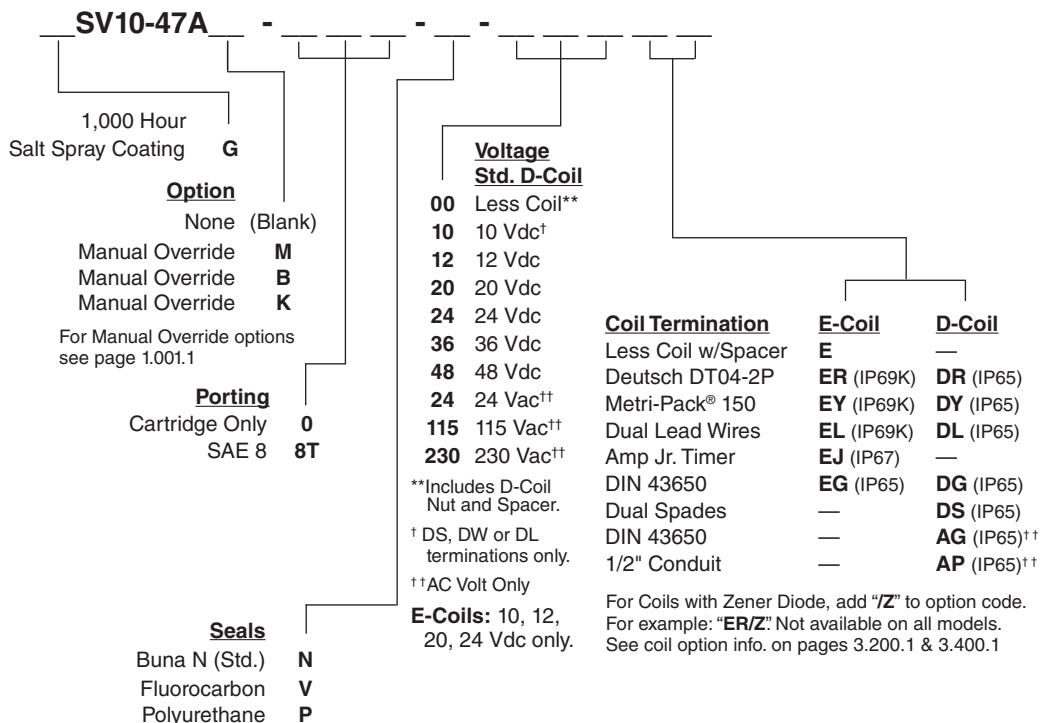 __SV10-47A__ - __ __ __ - __ - __ __ __ __ __
1,000 Hour
Salt Spray Coating G
Option
None (Blank)
Manual Override M
Manual Override B
Manual Override K
For Manual Override options
see page 1.001.1
Porting
Cartridge Only 0
SAE 8 8T
Seals
Buna N (Std.) N
Fluorocarbon V
Polyurethane P
Voltage
Std. D-Coil
00 Less Coil**
10 10 Vdc†
12 12 Vdc
20 20 Vdc
24 24 Vdc
36 36 Vdc
48 48 Vdc
24 24 Vac††
115 115 Vac††
230 230 Vac††
**Includes D-Coil
Nut and Spacer.
† DS, DW or DL
terminations only.
††AC Volt Only
E-Coils: 10, 12,
20, 24 Vdc only.
Coil Termination E-Coil D-Coil
Less Coil w/Spacer E —
Deutsch DT04-2P ER (IP69K) DR (IP65)
Metri-Pack® 150 EY (IP69K) DY (IP65)
Dual Lead Wires EL (IP69K) DL (IP65)
Amp Jr. Timer EJ (IP67) —
DIN 43650 EG (IP65) DG (IP65)
Dual Spades — DS (IP65)
DIN 43650 — AG (IP65)††
1/2" Conduit — AP (IP65)††
For Coils with Zener Diode, add “/Z” to option code.
For example: “ER/Z”. Not available on all models.
See coil option info. on pages 3.200.1 & 3.400.1